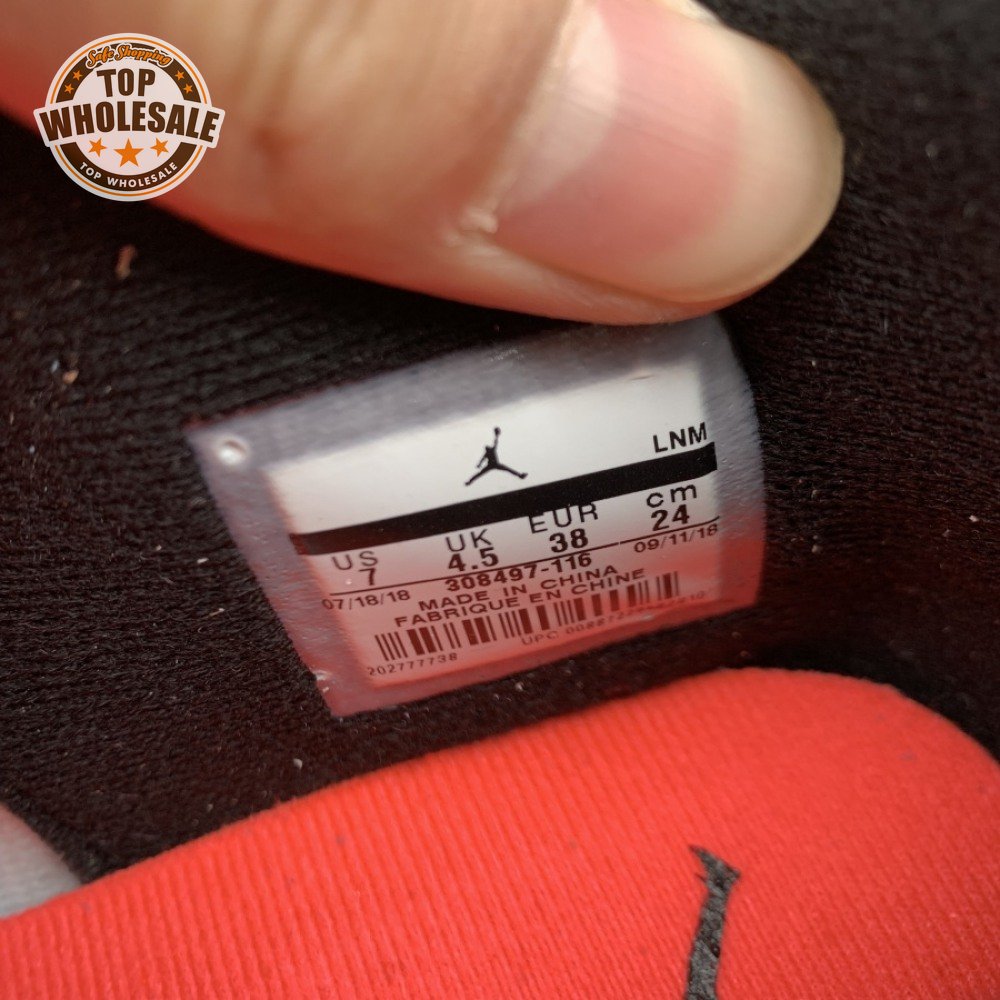 Safe Shopping
TOP
WHOLESALE
TOP WHOLESALE
LNM
US UK EUR cm
7 4.5 38 24
308497-116
07/18/18 09/11/18
MADE IN CHINA
FABRIQUE EN CHINE
202777738 UPC